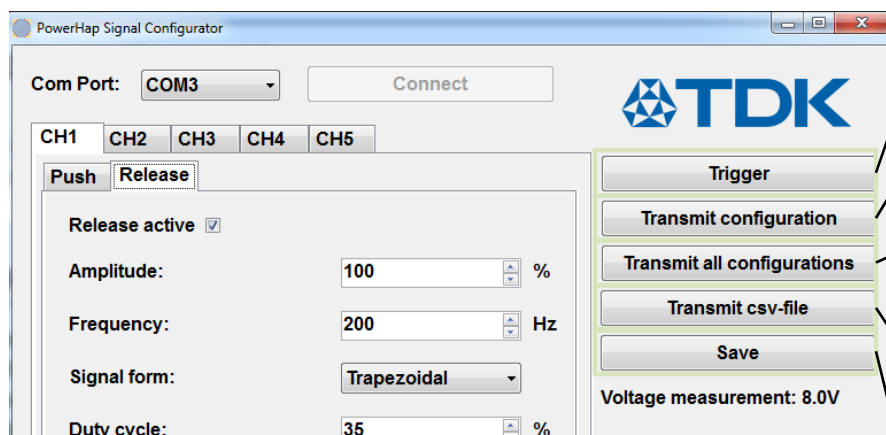 PowerHap Signal Configurator
Com Port: COM3 Connect
TDK
CH1 CH2 CH3 CH4 CH5
Push Release
Trigger
Release active
Transmit configuration
Amplitude: 100 %
Transmit all configurations
Frequency: 200 Hz
Transmit csv-file
Save
Signal form: Trapezoidal
Voltage measurement: 8.0V
Duty cycle: 35 %